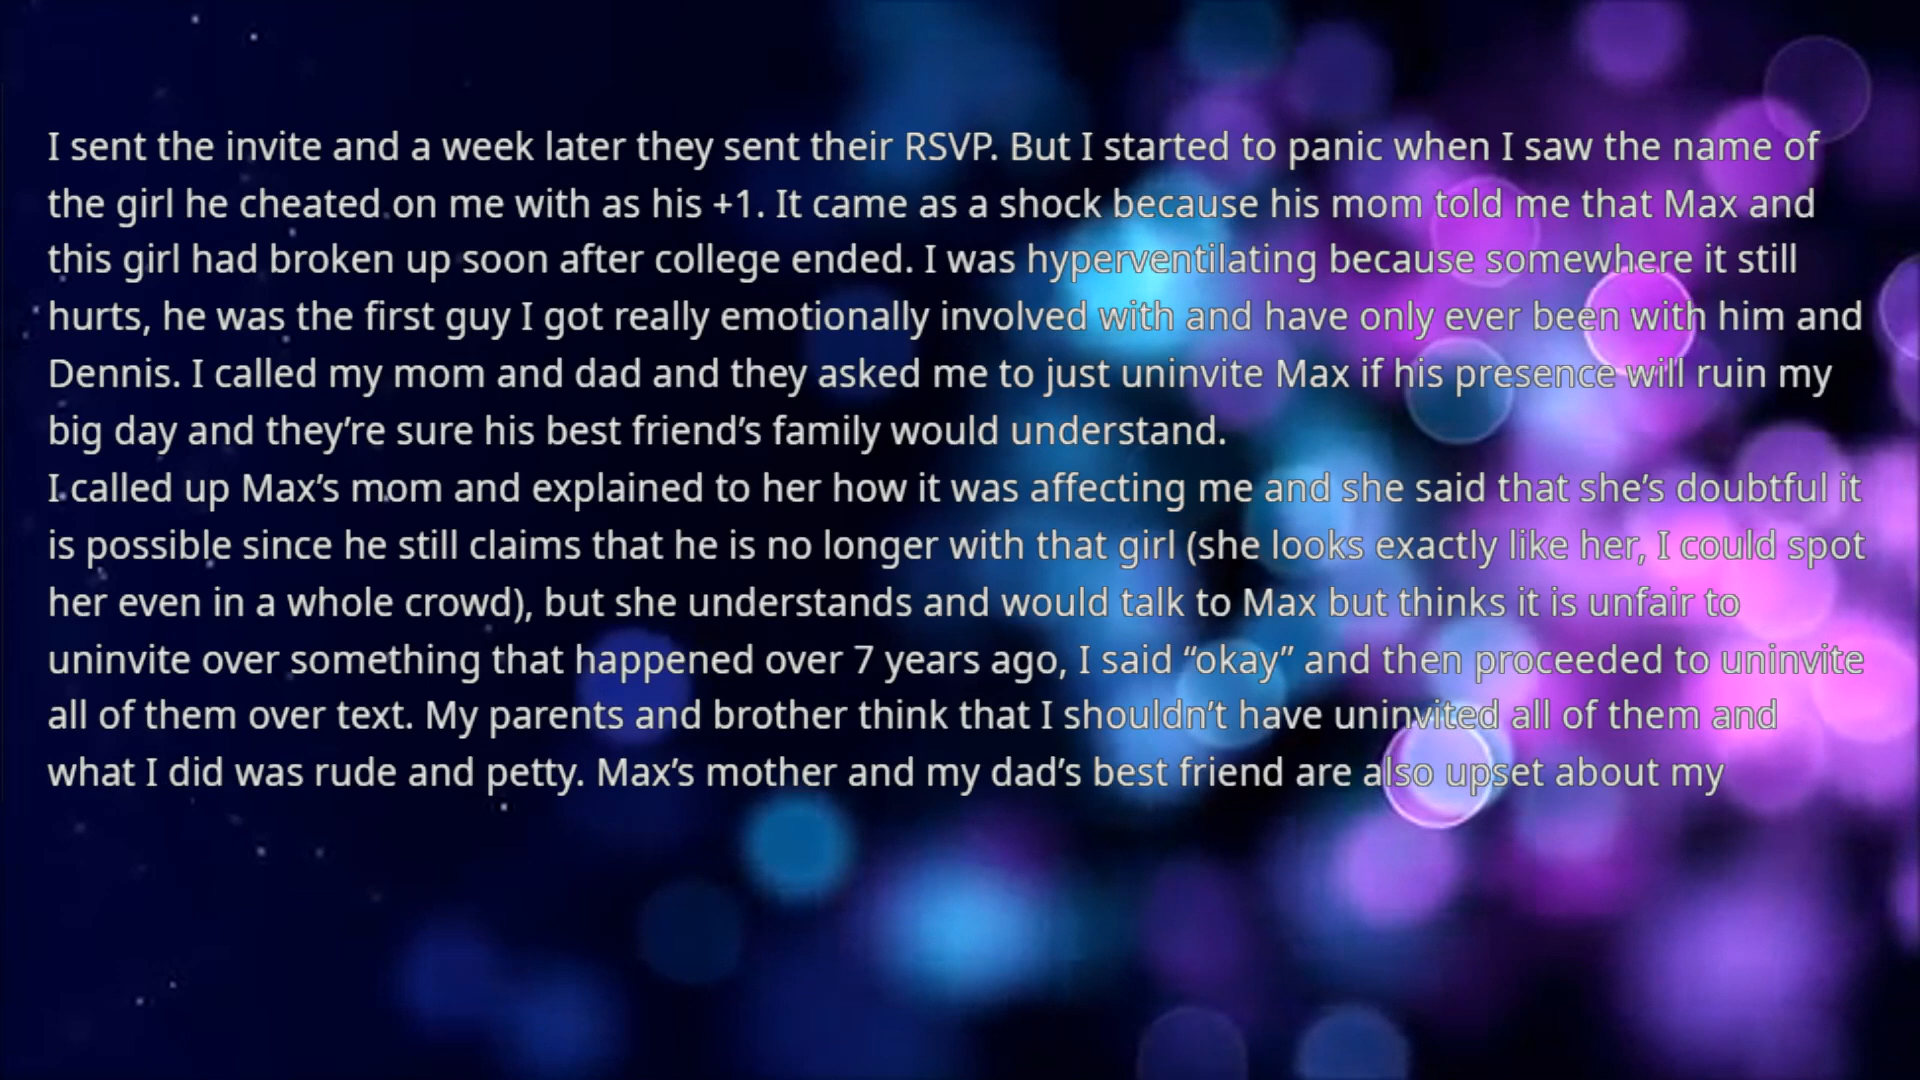 I sent the invite and a week later they sent their RSVP. But I started to panic when I saw the name of
the girl he cheated on me with as his +1. It came as a shock because his mom told me that Max and
this girl had broken up soon after college ended. I was hyperventilating because somewhere it still
hurts, he was the first guy I got really emotionally involved with and have only ever been with him and
Dennis. I called my mom and dad and they asked me to just uninvite Max if his presence will ruin my
big day and they’re sure his best friend’s family would understand.
I called up Max’s mom and explained to her how it was affecting me and she said that she’s doubtful it
is possible since he still claims that he is no longer with that girl (she looks exactly like her, I could spot
her even in a whole crowd), but she understands and would talk to Max but thinks it is unfair to
uninvite over something that happened over 7 years ago, I said “okay” and then proceeded to uninvite
all of them over text. My parents and brother think that I shouldn’t have uninvited all of them and
what I did was rude and petty. Max’s mother and my dad’s best friend are also upset about my